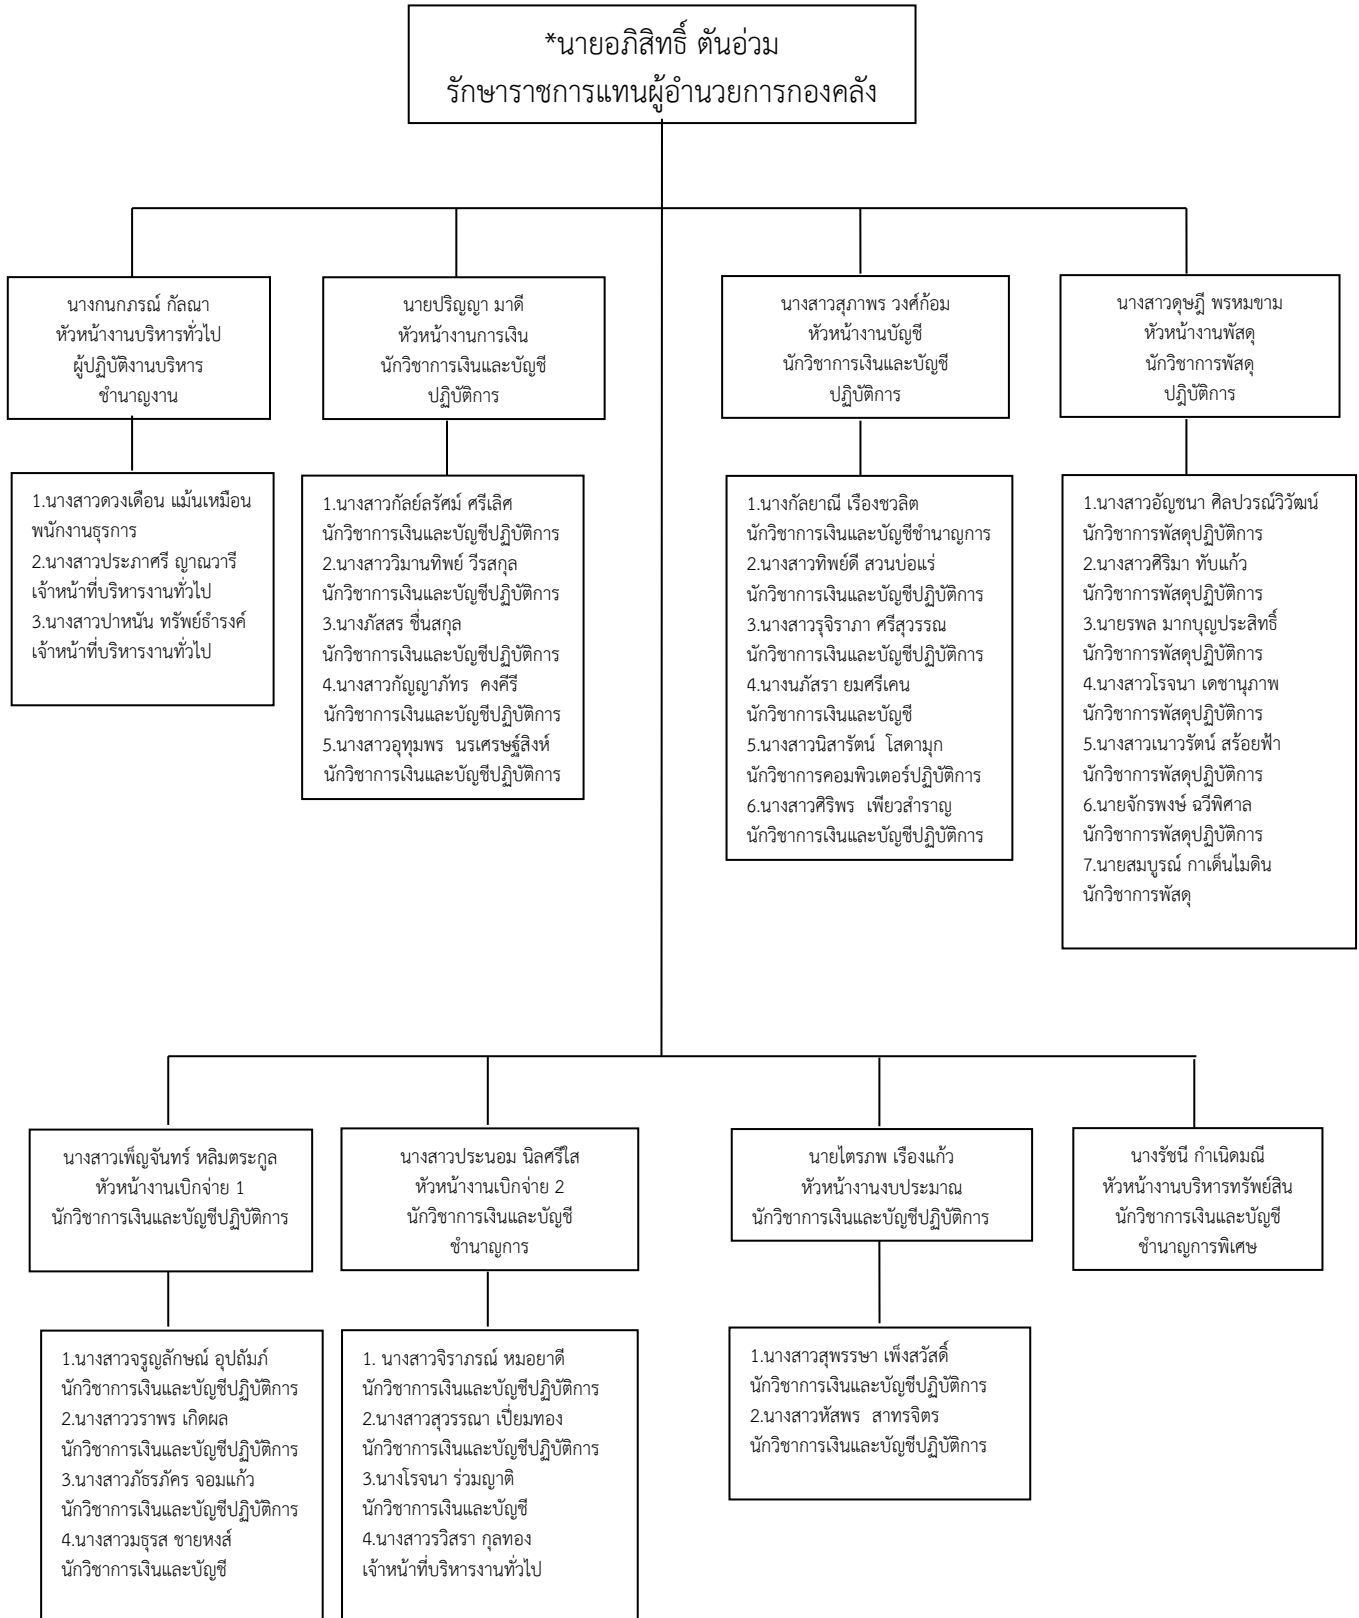 *นายอภิสิทธิ์ ตันอ่วม
รักษาราชการแทนผู้อำนวยการกองคลัง
นางกนกภรณ์ กัลณา
หัวหน้างานบริหารทั่วไป
ผู้ปฏิบัติงานบริหาร
ชำนาญงาน
นายปริญญา มาดี
หัวหน้างานการเงิน
นักวิชาการเงินและบัญชี
ปฏิบัติการ
นางสาวสุภาพร วงศ์ก้อม
หัวหน้างานบัญชี
นักวิชาการเงินและบัญชี
ปฏิบัติการ
นางสาวดุษฎี พรหมขาม
หัวหน้างานพัสดุ
นักวิชาการพัสดุ
ปฏิบัติการ
1.นางสาวดวงเดือน แม้นเหมือน
พนักงานธุรการ
2.นางสาวประภาศรี ญาณวารี
เจ้าหน้าที่บริหารงานทั่วไป
3.นางสาวปาหนัน ทรัพย์ธำรงค์
เจ้าหน้าที่บริหารงานทั่วไป
1.นางสาวกัลย์ลรัศม์ ศรีเลิศ
นักวิชาการเงินและบัญชีปฏิบัติการ
2.นางสาววิมานทิพย์ วีรสกุล
นักวิชาการเงินและบัญชีปฏิบัติการ
3.นางภัสสร ชื่นสกุล
นักวิชาการเงินและบัญชีปฏิบัติการ
4.นางสาวกัญญาภัทร  คงคีรี
นักวิชาการเงินและบัญชีปฏิบัติการ
5.นางสาวอุทุมพร  นรเศรษฐ์สิงห์
นักวิชาการเงินและบัญชีปฏิบัติการ
1.นางกัลยาณี เรืองชวลิต
นักวิชาการเงินและบัญชีชำนาญการ
2.นางสาวทิพย์ดี สวนบ่อแร่
นักวิชาการเงินและบัญชีปฏิบัติการ
3.นางสาวรุจิราภา ศรีสุวรรณ
นักวิชาการเงินและบัญชีปฏิบัติการ
4.นางนภัสรา ยมศรีเคน
นักวิชาการเงินและบัญชี
5.นางสาวนิสารัตน์  โสดามุก
นักวิชาการคอมพิวเตอร์ปฏิบัติการ
6.นางสาวศิริพร  เพียวสำราญ
นักวิชาการเงินและบัญชีปฏิบัติการ
1.นางสาวอัญชนา ศิลปวรณ์วิวัฒน์
นักวิชาการพัสดุปฏิบัติการ
2.นางสาวศิริมา ทับแก้ว
นักวิชาการพัสดุปฏิบัติการ
3.นายรพล มากบุญประสิทธิ์
นักวิชาการพัสดุปฏิบัติการ
4.นางสาวโรจนา เดชานุภาพ
นักวิชาการพัสดุปฏิบัติการ
5.นางสาวเนาวรัตน์ สร้อยฟ้า
นักวิชาการพัสดุปฏิบัติการ
6.นายจักรพงษ์ ฉวีพิศาล
นักวิชาการพัสดุปฏิบัติการ
7.นายสมบูรณ์ กาเด็นไมดิน
นักวิชาการพัสดุ
นางสาวเพ็ญจันทร์ หลิมตระกูล
หัวหน้างานเบิกจ่าย 1
นักวิชาการเงินและบัญชีปฏิบัติการ
นางสาวประนอม นิลศรีใส
หัวหน้างานเบิกจ่าย 2
นักวิชาการเงินและบัญชี
ชำนาญการ
นายไตรภพ เรืองแก้ว
หัวหน้างานงบประมาณ
นักวิชาการเงินและบัญชีปฏิบัติการ
นางรัชนี กำเนิดมณี
หัวหน้างานบริหารทรัพย์สิน
นักวิชาการเงินและบัญชี
ชำนาญการพิเศษ
1.นางสาวจรูญลักษณ์ อุปถัมภ์
นักวิชาการเงินและบัญชีปฏิบัติการ
2.นางสาววราพร เกิดผล
นักวิชาการเงินและบัญชีปฏิบัติการ
3.นางสาวภัธรภัคร จอมแก้ว
นักวิชาการเงินและบัญชีปฏิบัติการ
4.นางสาวมธุรส ชายหงส์
นักวิชาการเงินและบัญชี
1. นางสาวจิราภรณ์ หมอยาดี
นักวิชาการเงินและบัญชีปฏิบัติการ
2.นางสาวสุวรรณา เปี่ยมทอง
นักวิชาการเงินและบัญชีปฏิบัติการ
3.นางโรจนา ร่วมญาติ
นักวิชาการเงินและบัญชี
4.นางสาวรวิสรา กุลทอง
เจ้าหน้าที่บริหารงานทั่วไป
1.นางสาวสุพรรษา เพ็งสวัสดิ์
นักวิชาการเงินและบัญชีปฏิบัติการ
2.นางสาวหัสพร  สาทรจิตร
นักวิชาการเงินและบัญชีปฏิบัติการ